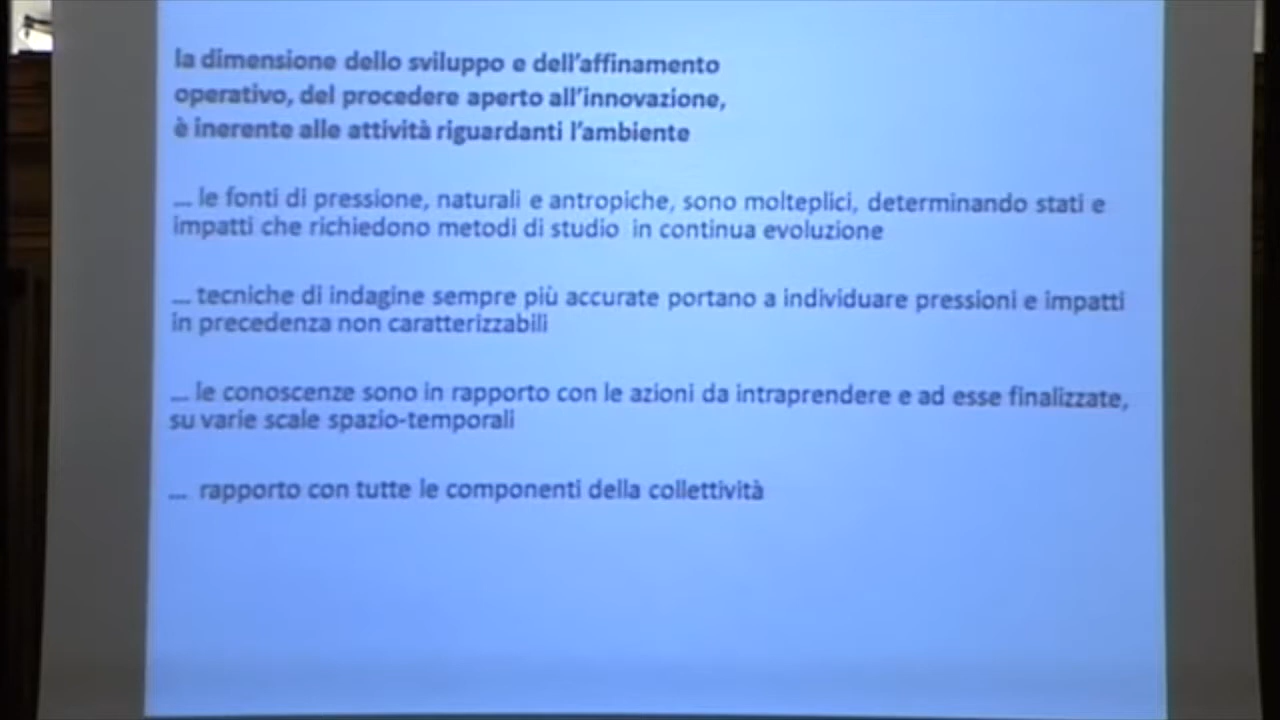 la dimensione dello sviluppo e dell'affinamento
operativo, del procedere aperto all'innovazione,
è inerente alle attività riguardanti l'ambiente
... le fonti di pressione, naturali e antropiche, sono molteplici, determinando stati e
impatti che richiedono metodi di studio in continua evoluzione
... tecniche di indagine sempre più accurate portano a individuare pressioni e impatti
in precedenza non caratterizzabili
... le conoscenze sono in rapporto con le azioni da intraprendere e ad esse finalizzate,
su varie scale spazio-temporali
... rapporto con tutte le componenti della collettività